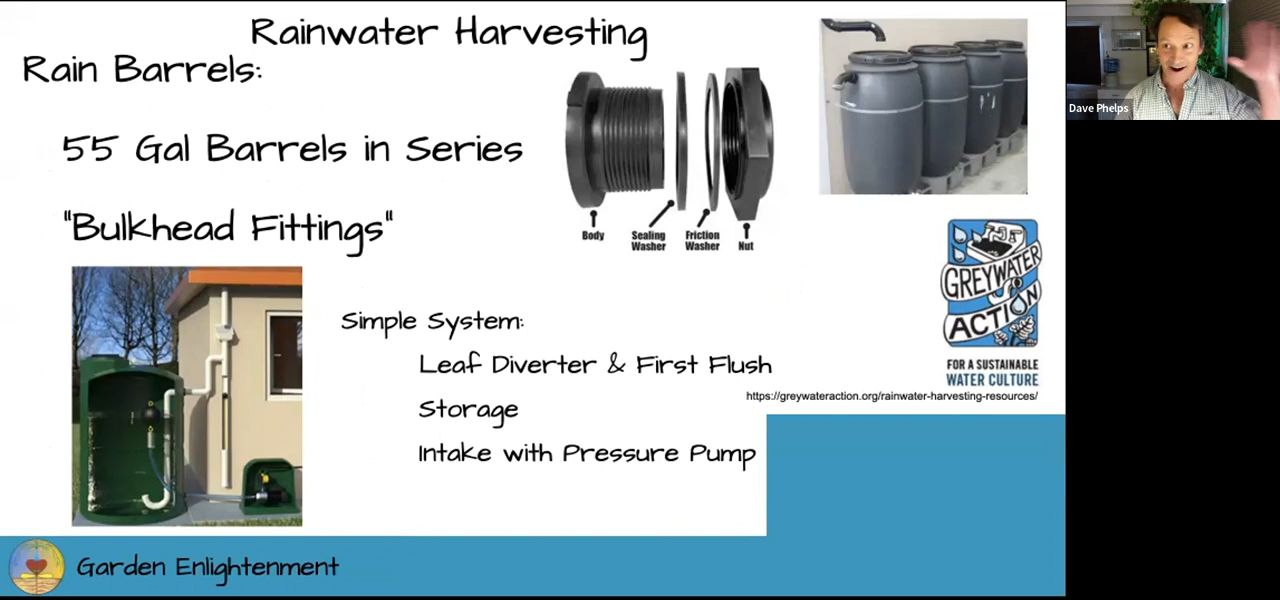 Rainwater Harvesting
Rain Barrels:
55 Gal Barrels in Series
"Bulkhead Fittings"
Body
Sealing
Washer
Friction
Washer
Nut
Dave Phelps
GREYWATER
ACTION
FOR A SUSTAINABLE
WATER CULTURE
https://greywateraction.org/rainwater-harvesting-resources/
Simple System:
Leaf Diverter & First Flush
Storage
Intake with Pressure Pump
Garden Enlightenment